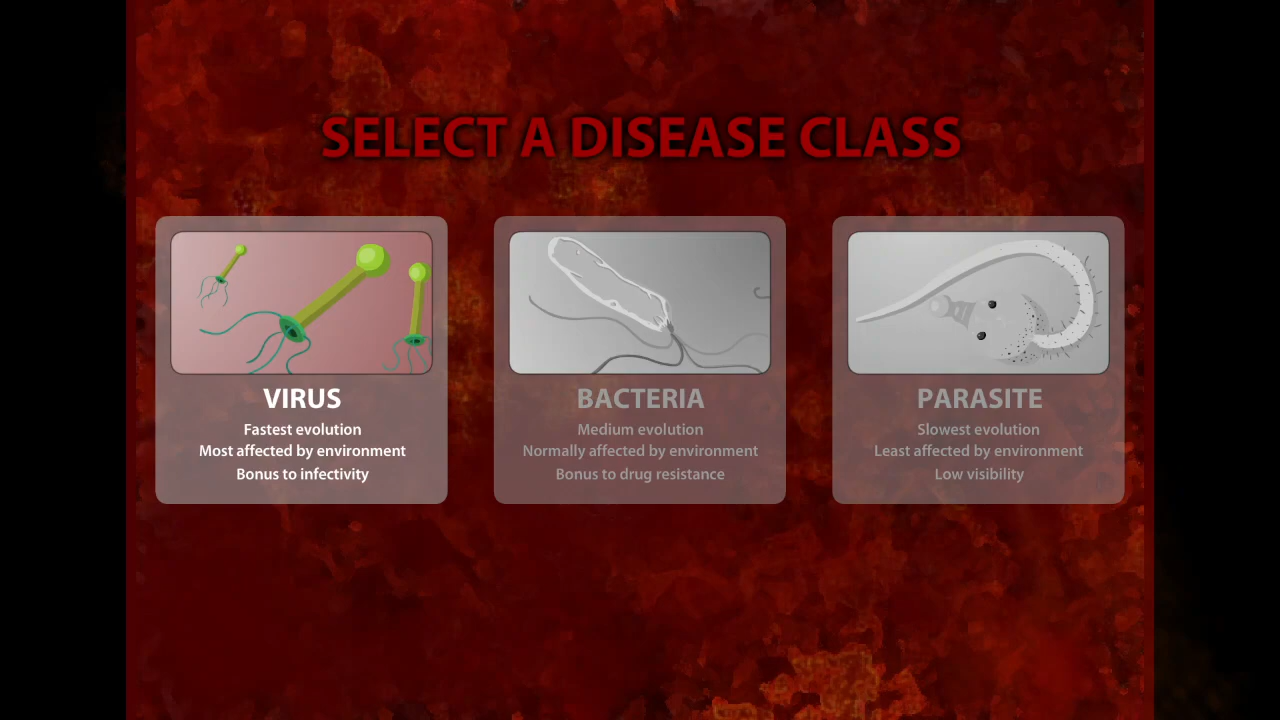 SELECT A DISEASE CLASS
VIRUS
Fastest evolution
Most affected by environment
Bonus to infectivity
BACTERIA
Medium evolution
Normally affected by environment
Bonus to drug resistance
PARASITE
Slowest evolution
Least affected by environment
Low visibility